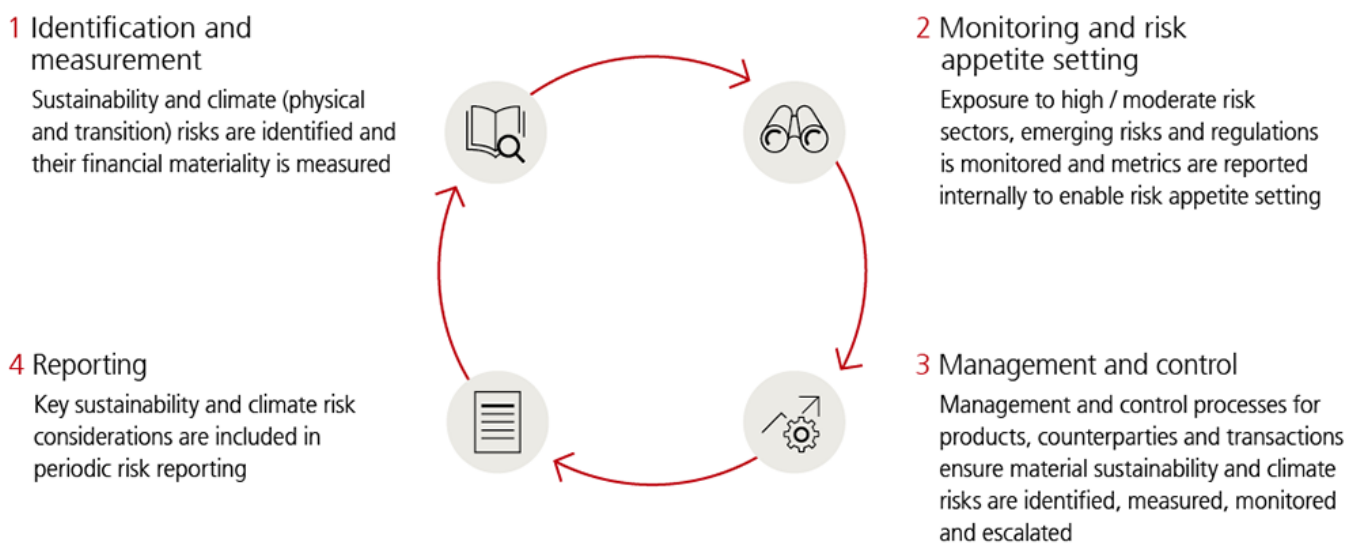 1 Identification and
measurement
Sustainability and climate (physical
and transition) risks are identified and
their financial materiality is measured
2 Monitoring and risk
appetite setting
Exposure to high / moderate risk
sectors, emerging risks and regulations
is monitored and metrics are reported
internally to enable risk appetite setting
3 Management and control
Management and control processes for
products, counterparties and transactions
ensure material sustainability and climate
risks are identified, measured, monitored
and escalated
4 Reporting
Key sustainability and climate risk
considerations are included in
periodic risk reporting